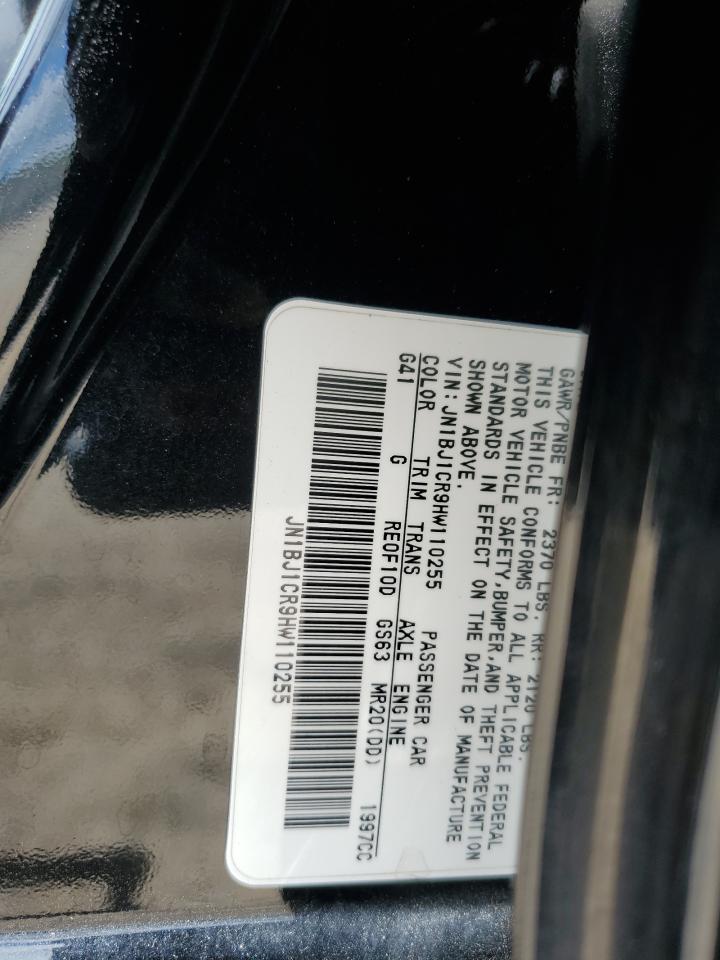 GAWR/PNBE FR: 2370 LBS. RR: 2120 LBS.
THIS VEHICLE CONFORMS TO ALL APPLICABLE FEDERAL
MOTOR VEHICLE SAFETY,BUMPER,AND THEFT PREVENTION
STANDARDS IN EFFECT ON THE DATE OF MANUFACTURE
SHOWN ABOVE.
VIN:JN1BJ1CR9HW110255 PASSENGER CAR
COLOR TRIM TRANS AXLE ENGINE
G41 G RE0F10D GS63 MR20(DD) 1997CC
JN1BJ1CR9HW110255